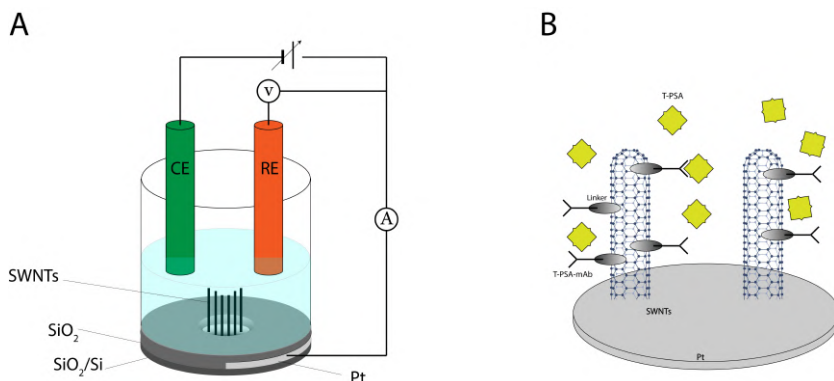 A
V
CE
RE
A
SWNTs
SiO₂
SiO₂/Si
Pt
B
T-PSA
Linker
T-PSA-mAb
SWNTs
Pt